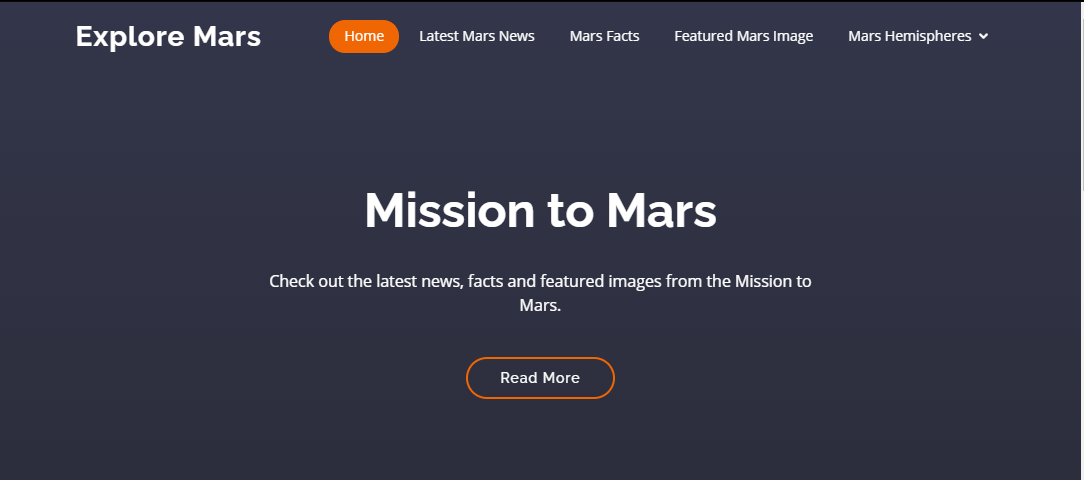 Explore Mars
Home
Latest Mars News
Mars Facts
Featured Mars Image
Mars Hemispheres
Mission to Mars
Check out the latest news, facts and featured images from the Mission to
Mars.
Read More